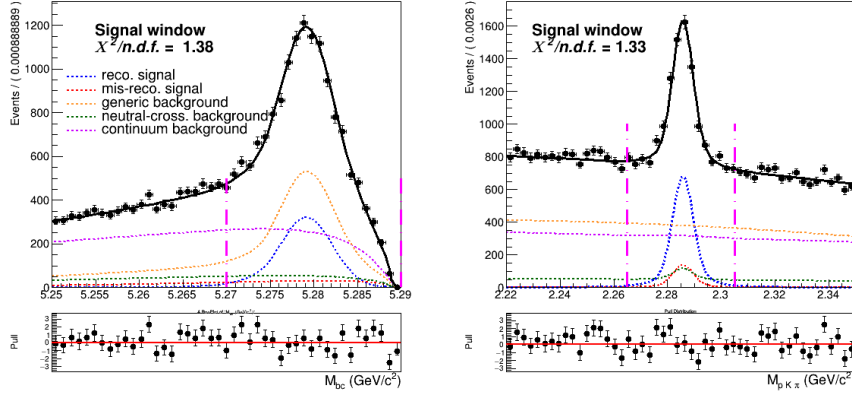 Events / ( 0.000888889)
1200
1000
800
600
400
200
0
Signal window
X²/n.d.f. = 1.38
reco. signal
mis-reco. signal
generic background
neutral-cross. background
continuum background
5.25 5.255 5.26 5.265 5.27 5.275 5.28 5.285 5.29
Pull
3
2
1
0
−1
−2
−3
M_bc (GeV/c²)
Events / ( 0.0026)
1600
1400
1200
1000
800
600
400
200
0
Signal window
X²/n.d.f. = 1.33
2.22 2.24 2.26 2.28 2.3 2.32 2.34
Pull Distribution
Pull
3
2
1
0
−1
−2
−3
M_p K π (GeV/c²)